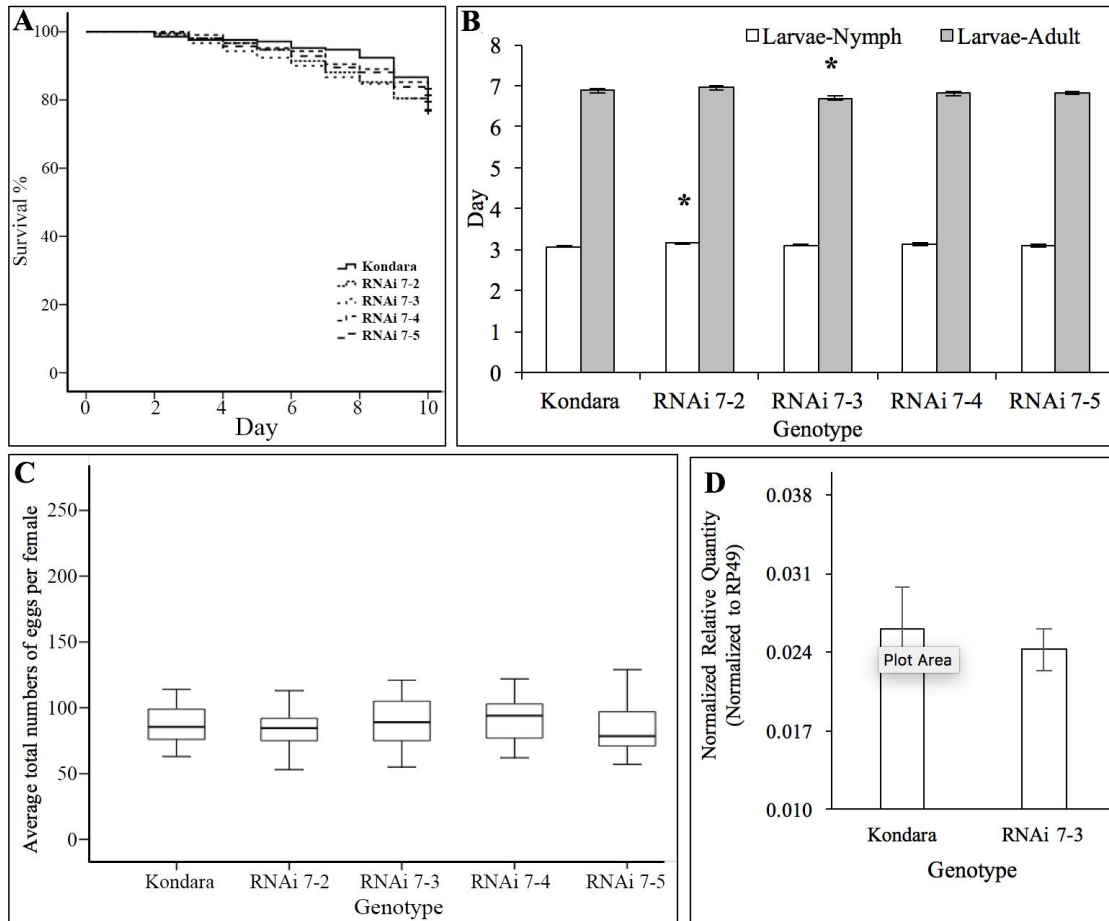 A
Survival %
100
80
60
40
20
0
Kondara
RNAi 7-2
RNAi 7-3
RNAi 7-4
RNAi 7-5
0 2 4 6 8 10
Day
B
Larvae-Nymph Larvae-Adult
Day
8
7
6
5
4
3
2
1
0
*
*
Kondara RNAi 7-2 RNAi 7-3 RNAi 7-4 RNAi 7-5
Genotype
C
Average total numbers of eggs per female
250
200
150
100
50
0
Kondara RNAi 7-2 RNAi 7-3 RNAi 7-4 RNAi 7-5
Genotype
D
Normalized Relative Quantity
(Normalized to RP49)
0.038
0.031
0.024
0.017
0.010
Plot Area
Kondara RNAi 7-3
Genotype